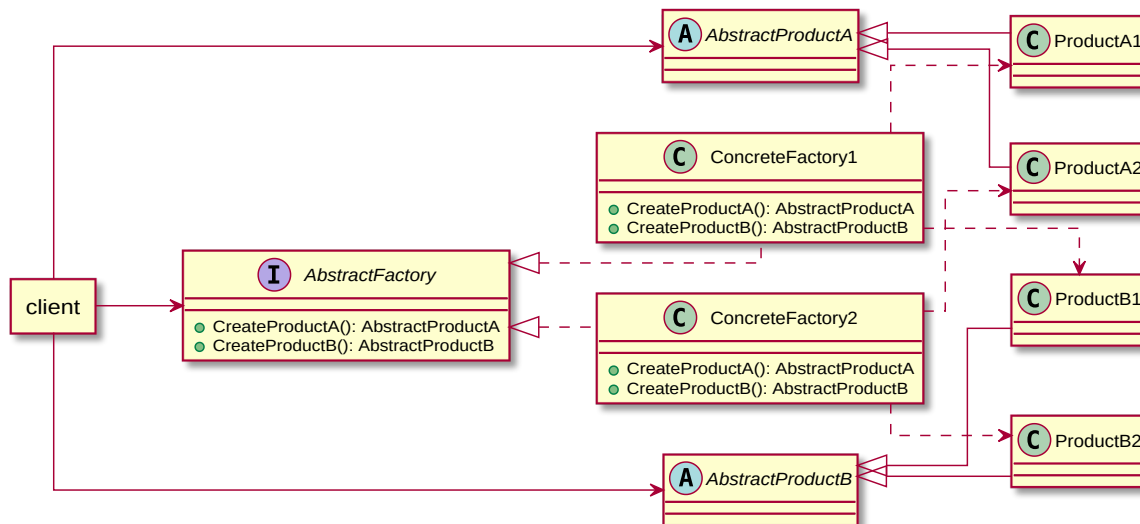 A AbstractProductA
C ProductA1
C ConcreteFactory1
CreateProductA(): AbstractProductA
CreateProductB(): AbstractProductB
C ProductA2
client
I AbstractFactory
CreateProductA(): AbstractProductA
CreateProductB(): AbstractProductB
C ProductB1
C ConcreteFactory2
CreateProductA(): AbstractProductA
CreateProductB(): AbstractProductB
C ProductB2
A AbstractProductB